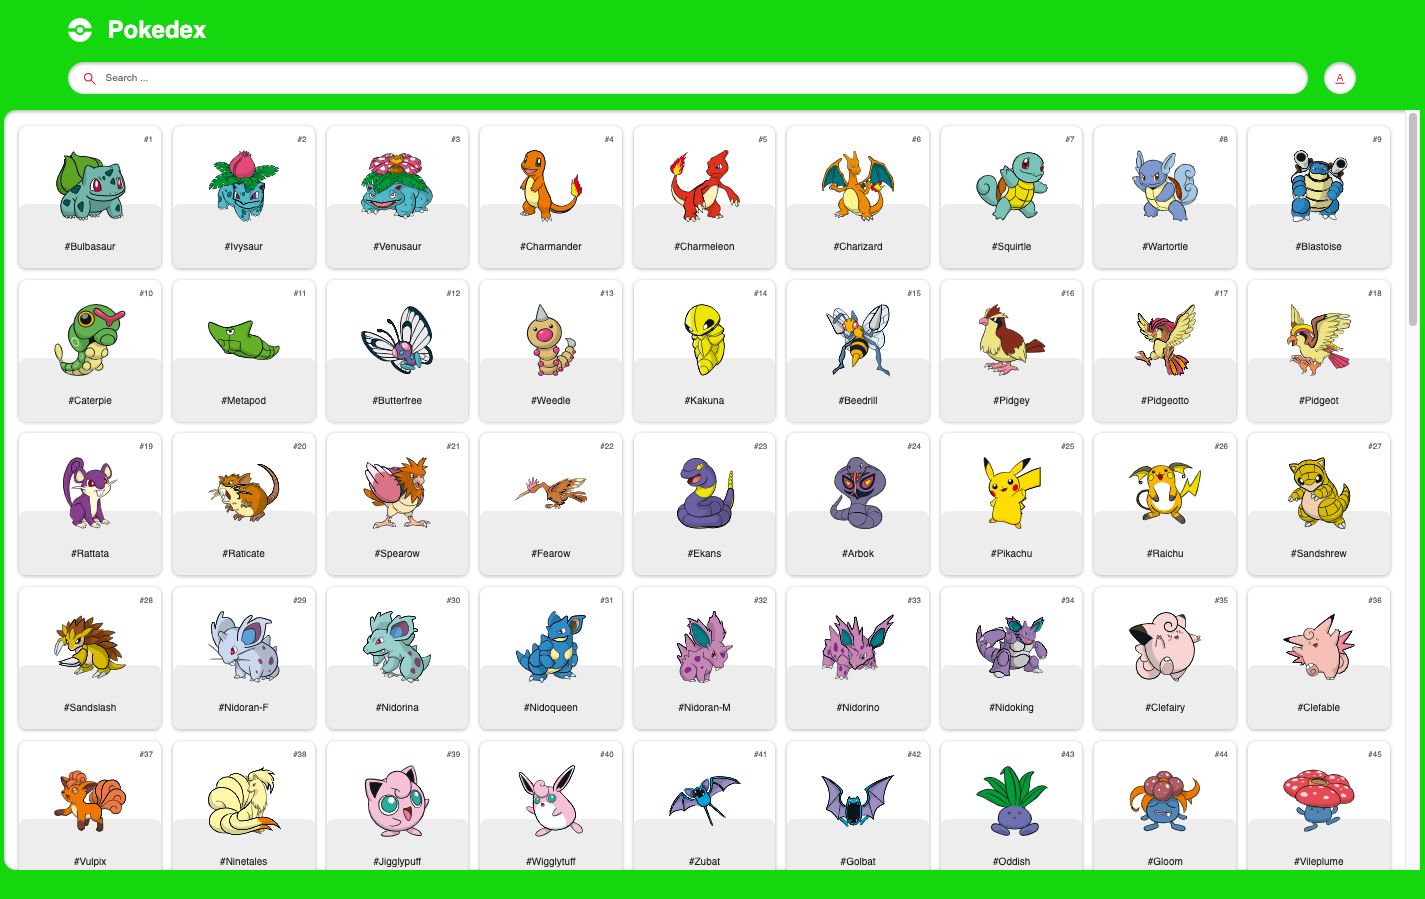 Pokedex
Search ...
A
#1 #2 #3 #4 #5 #6 #7 #8 #9
#Bulbasaur #Ivysaur #Venusaur #Charmander #Charmeleon #Charizard #Squirtle #Wartortle #Blastoise
#10 #11 #12 #13 #14 #15 #16 #17 #18
#Caterpie #Metapod #Butterfree #Weedle #Kakuna #Beedrill #Pidgey #Pidgeotto #Pidgeot
#19 #20 #21 #22 #23 #24 #25 #26 #27
#Rattata #Raticate #Spearow #Fearow #Ekans #Arbok #Pikachu #Raichu #Sandshrew
#28 #29 #30 #31 #32 #33 #34 #35 #36
#Sandslash #Nidoran-F #Nidorina #Nidoqueen #Nidoran-M #Nidorino #Nidoking #Clefairy #Clefable
#37 #38 #39 #40 #41 #42 #43 #44 #45
#Vulpix #Ninetales #Jigglypuff #Wigglytuff #Zubat #Golbat #Oddish #Gloom #Vileplume